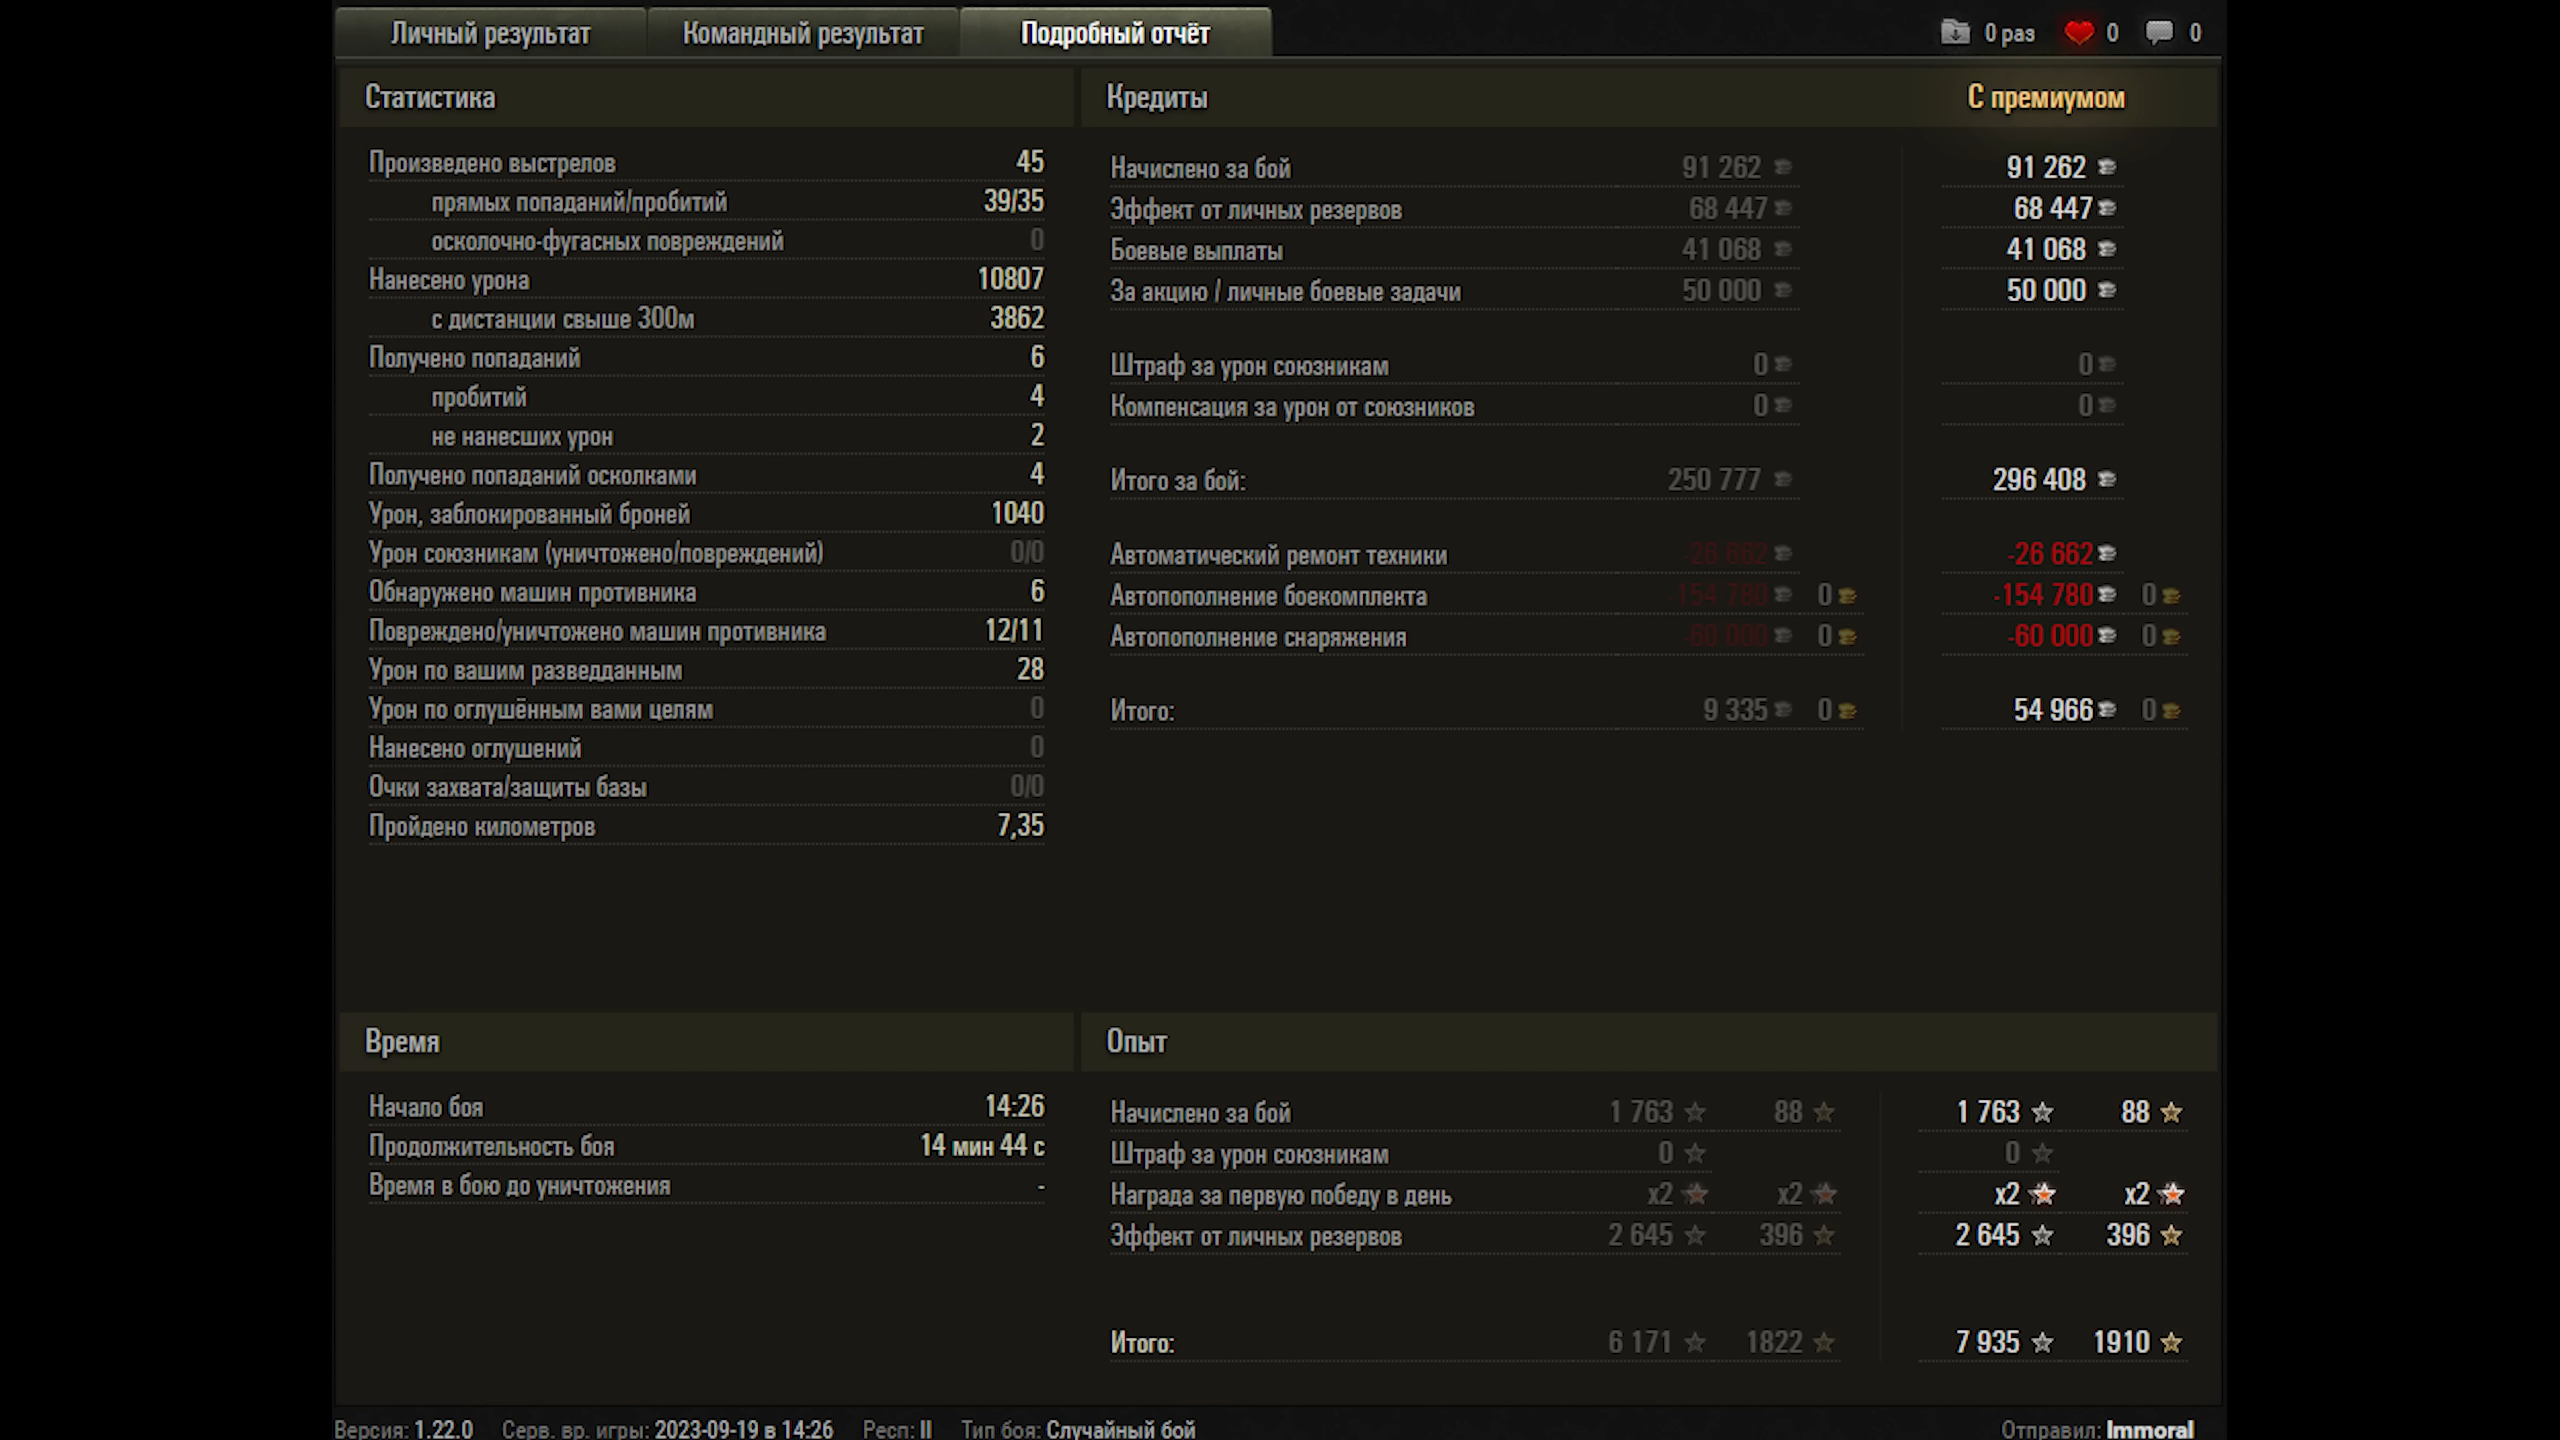 Личный результат Командный результат Подробный отчёт 0 раз 0 0
Статистика
Произведено выстрелов 45
прямых попаданий/пробитий 39/35
осколочно-фугасных повреждений 0
Нанесено урона 10807
с дистанции свыше 300м 3862
Получено попаданий 6
пробитий 4
не нанесших урон 2
Получено попаданий осколками 4
Урон, заблокированный броней 1040
Урон союзникам (уничтожено/повреждений) 0/0
Обнаружено машин противника 6
Повреждено/уничтожено машин противника 12/11
Урон по вашим разведданным 28
Урон по оглушённым вами целям 0
Нанесено оглушений 0
Очки захвата/защиты базы 0/0
Пройдено километров 7,35
Кредиты С премиумом
Начислено за бой 91 262 91 262
Эффект от личных резервов 68 447 68 447
Боевые выплаты 41 068 41 068
За акцию / личные боевые задачи 50 000 50 000
Штраф за урон союзникам 0 0
Компенсация за урон от союзников 0 0
Итого за бой: 250 777 296 408
Автоматический ремонт техники -26 662 -26 662
Автопополнение боекомплекта -154 780 0 -154 780 0
Автопополнение снаряжения -60 000 0 -60 000 0
Итого: 9 335 0 54 966 0
Время
Начало боя 14:26
Продолжительность боя 14 мин 44 с
Время в бою до уничтожения -
Опыт
Начислено за бой 1 763 88 1 763 88
Штраф за урон союзникам 0 0
Награда за первую победу в день x2 x2 x2 x2
Эффект от личных резервов 2 645 396 2 645 396
Итого: 6 171 1822 7 935 1910
Версия: 1.22.0 Серв. вр. игры: 2023-09-19 в 14:26 Респ: II Тип боя: Случайный бой Отправил: Immoral